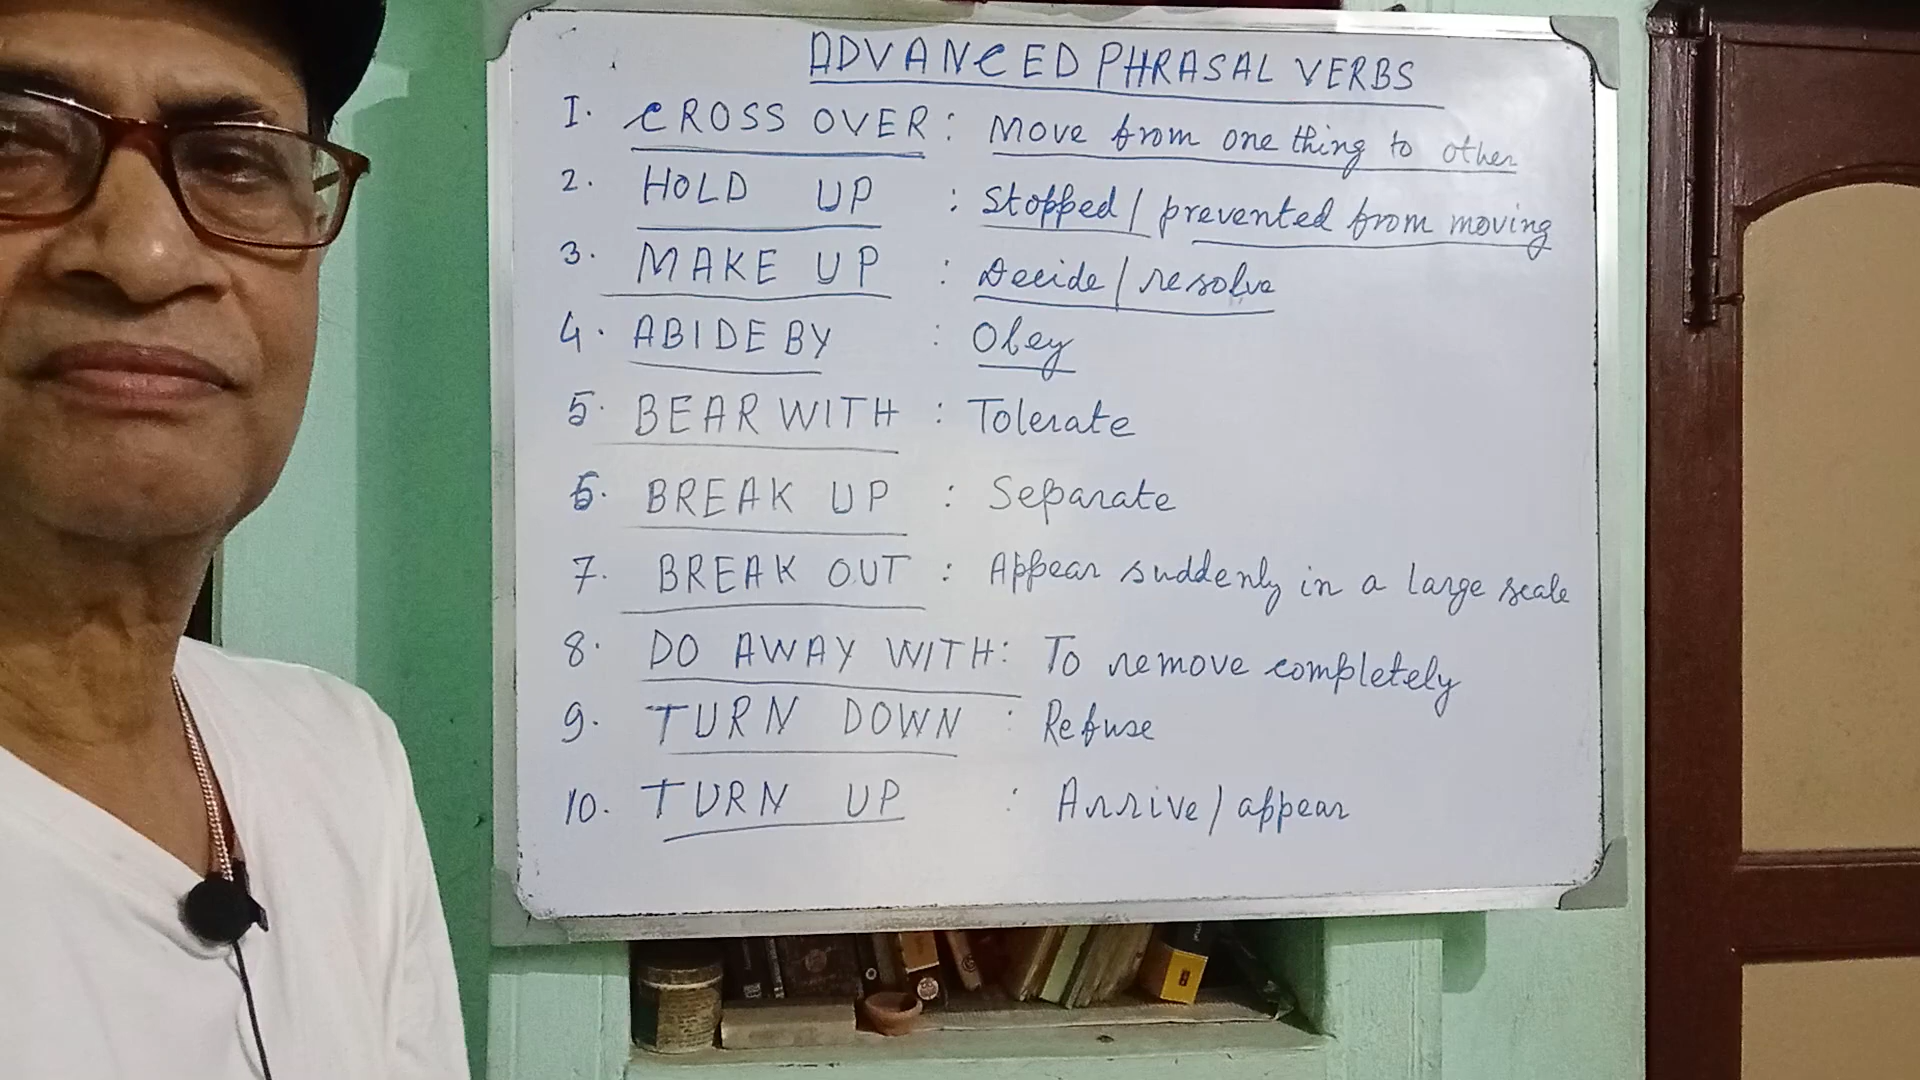 ADVANCED PHRASAL VERBS
1. CROSS OVER : Move from one thing to other
2. HOLD UP : Stopped / prevented from moving
3. MAKE UP : Decide / resolve
4. ABIDE BY : Obey
5. BEAR WITH : Tolerate
6. BREAK UP : Separate
7. BREAK OUT : Appear suddenly in a large scale
8. DO AWAY WITH : To remove completely
9. TURN DOWN : Refuse
10. TURN UP : Arrive / appear